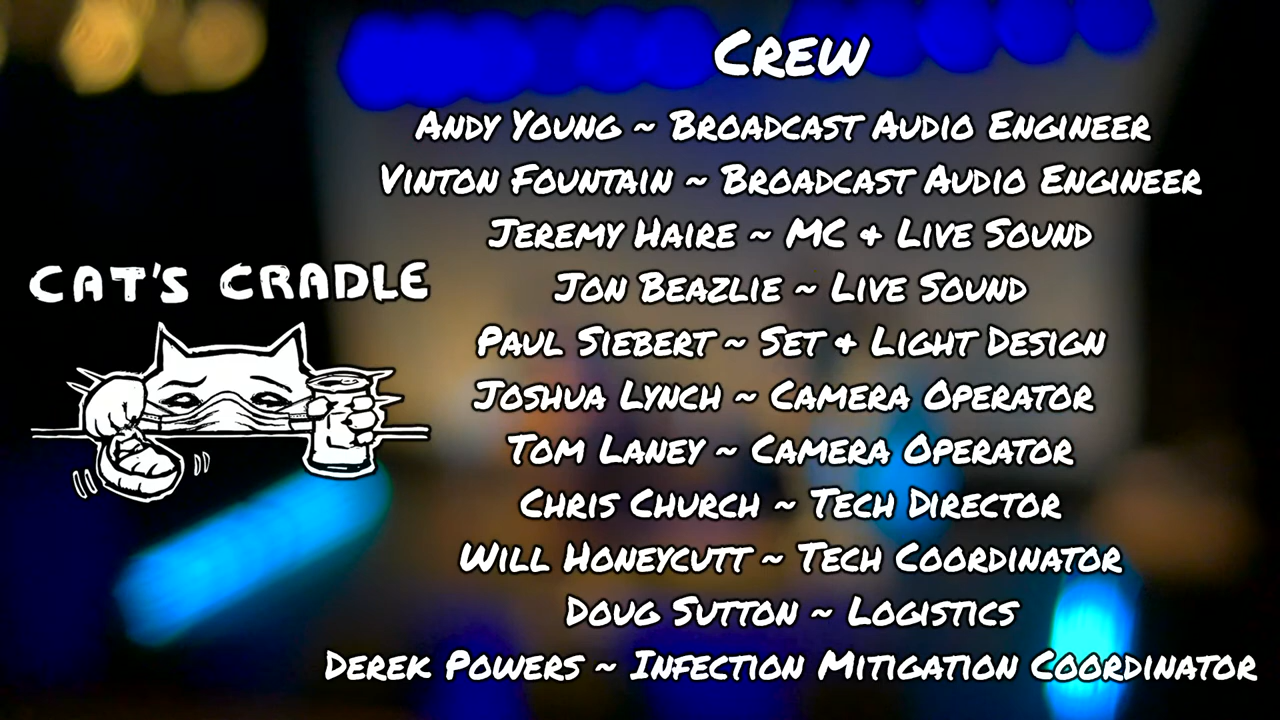 Crew
Andy Young ~ Broadcast Audio Engineer
Vinton Fountain ~ Broadcast Audio Engineer
Jeremy Haire ~ MC & Live Sound
Jon Beazlie ~ Live Sound
CAT'S CRADLE
Paul Siebert ~ Set & Light Design
Joshua Lynch ~ Camera Operator
Tom Laney ~ Camera Operator
Chris Church ~ Tech Director
Will Honeycutt ~ Tech Coordinator
Doug Sutton ~ Logistics
Derek Powers ~ Infection Mitigation Coordinator